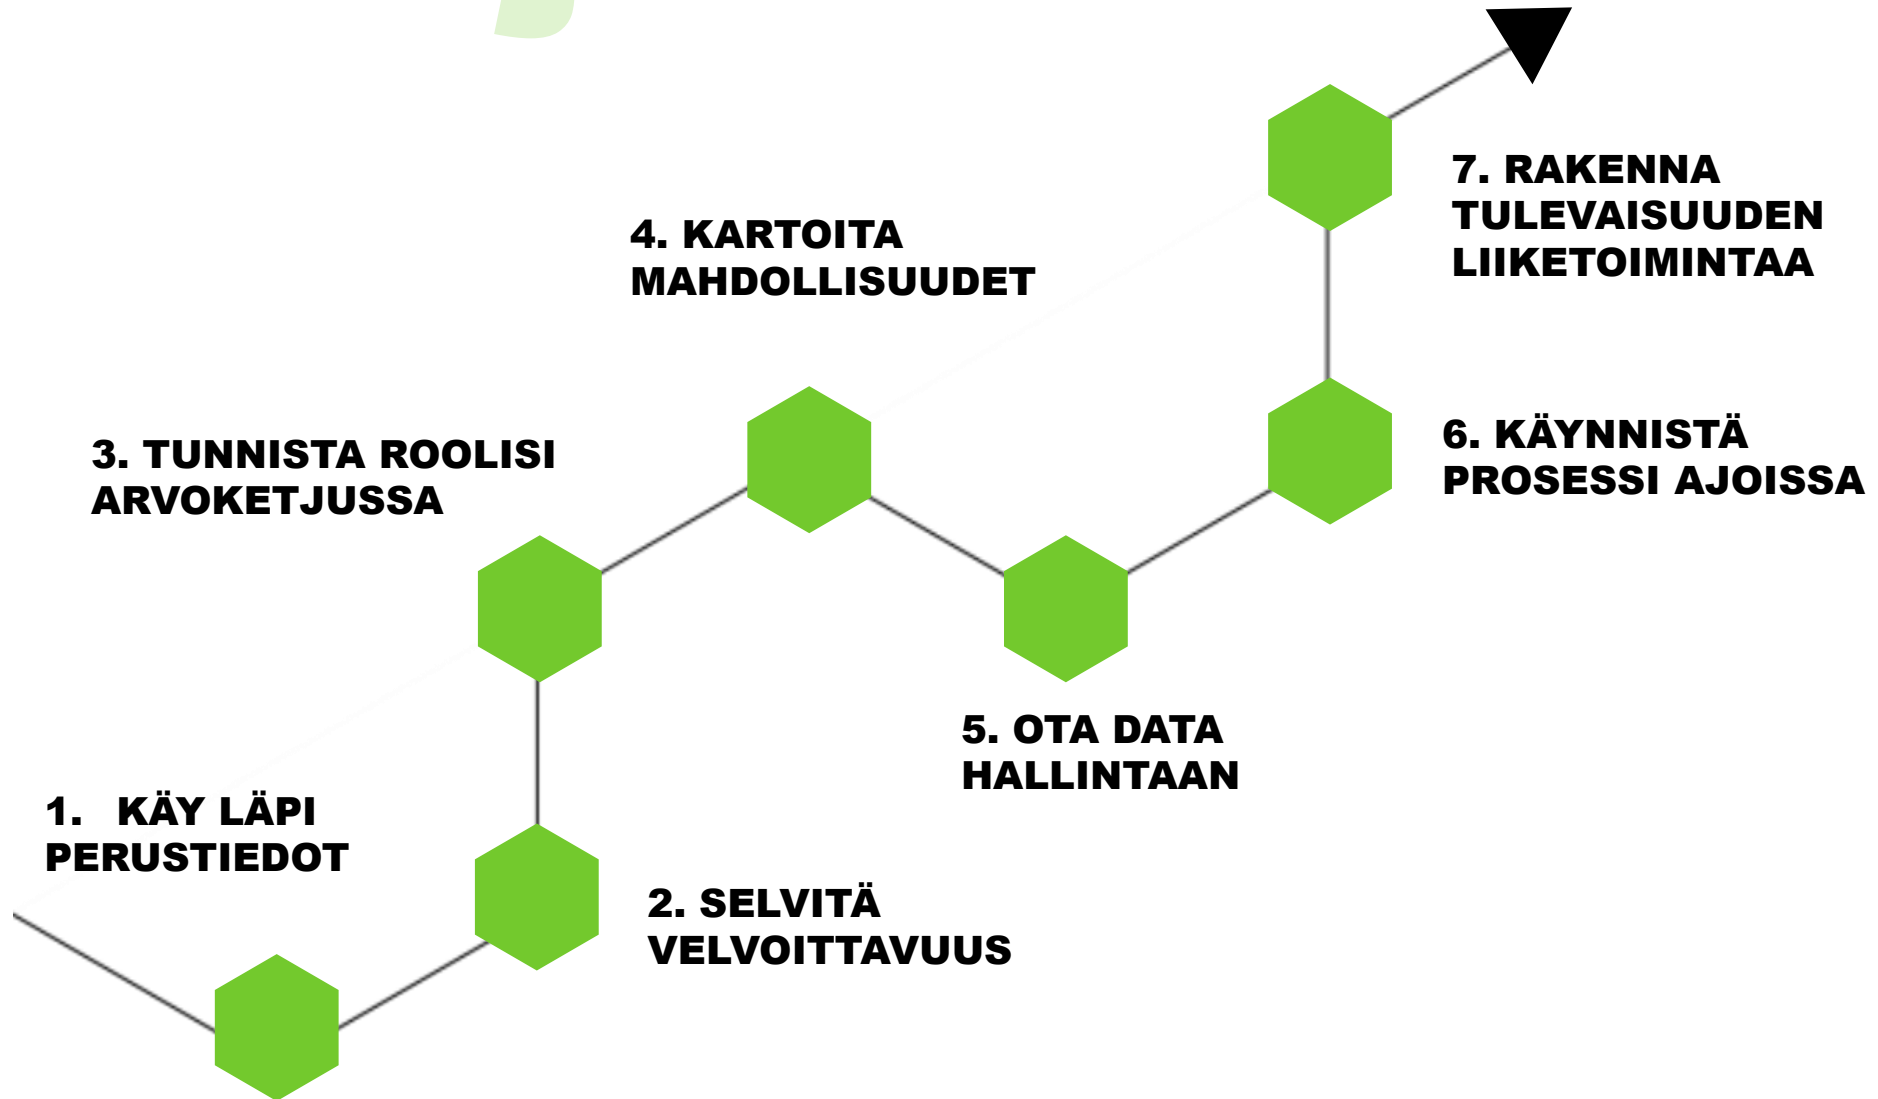 1. KÄY LÄPI
PERUSTIEDOT
2. SELVITÄ
VELVOITTAVUUS
3. TUNNISTA ROOLISI
ARVOKETJUSSA
4. KARTOITA
MAHDOLLISUUDET
5. OTA DATA
HALLINTAAN
6. KÄYNNISTÄ
PROSESSI AJOISSA
7. RAKENNA
TULEVAISUUDEN
LIIKETOIMINTAA